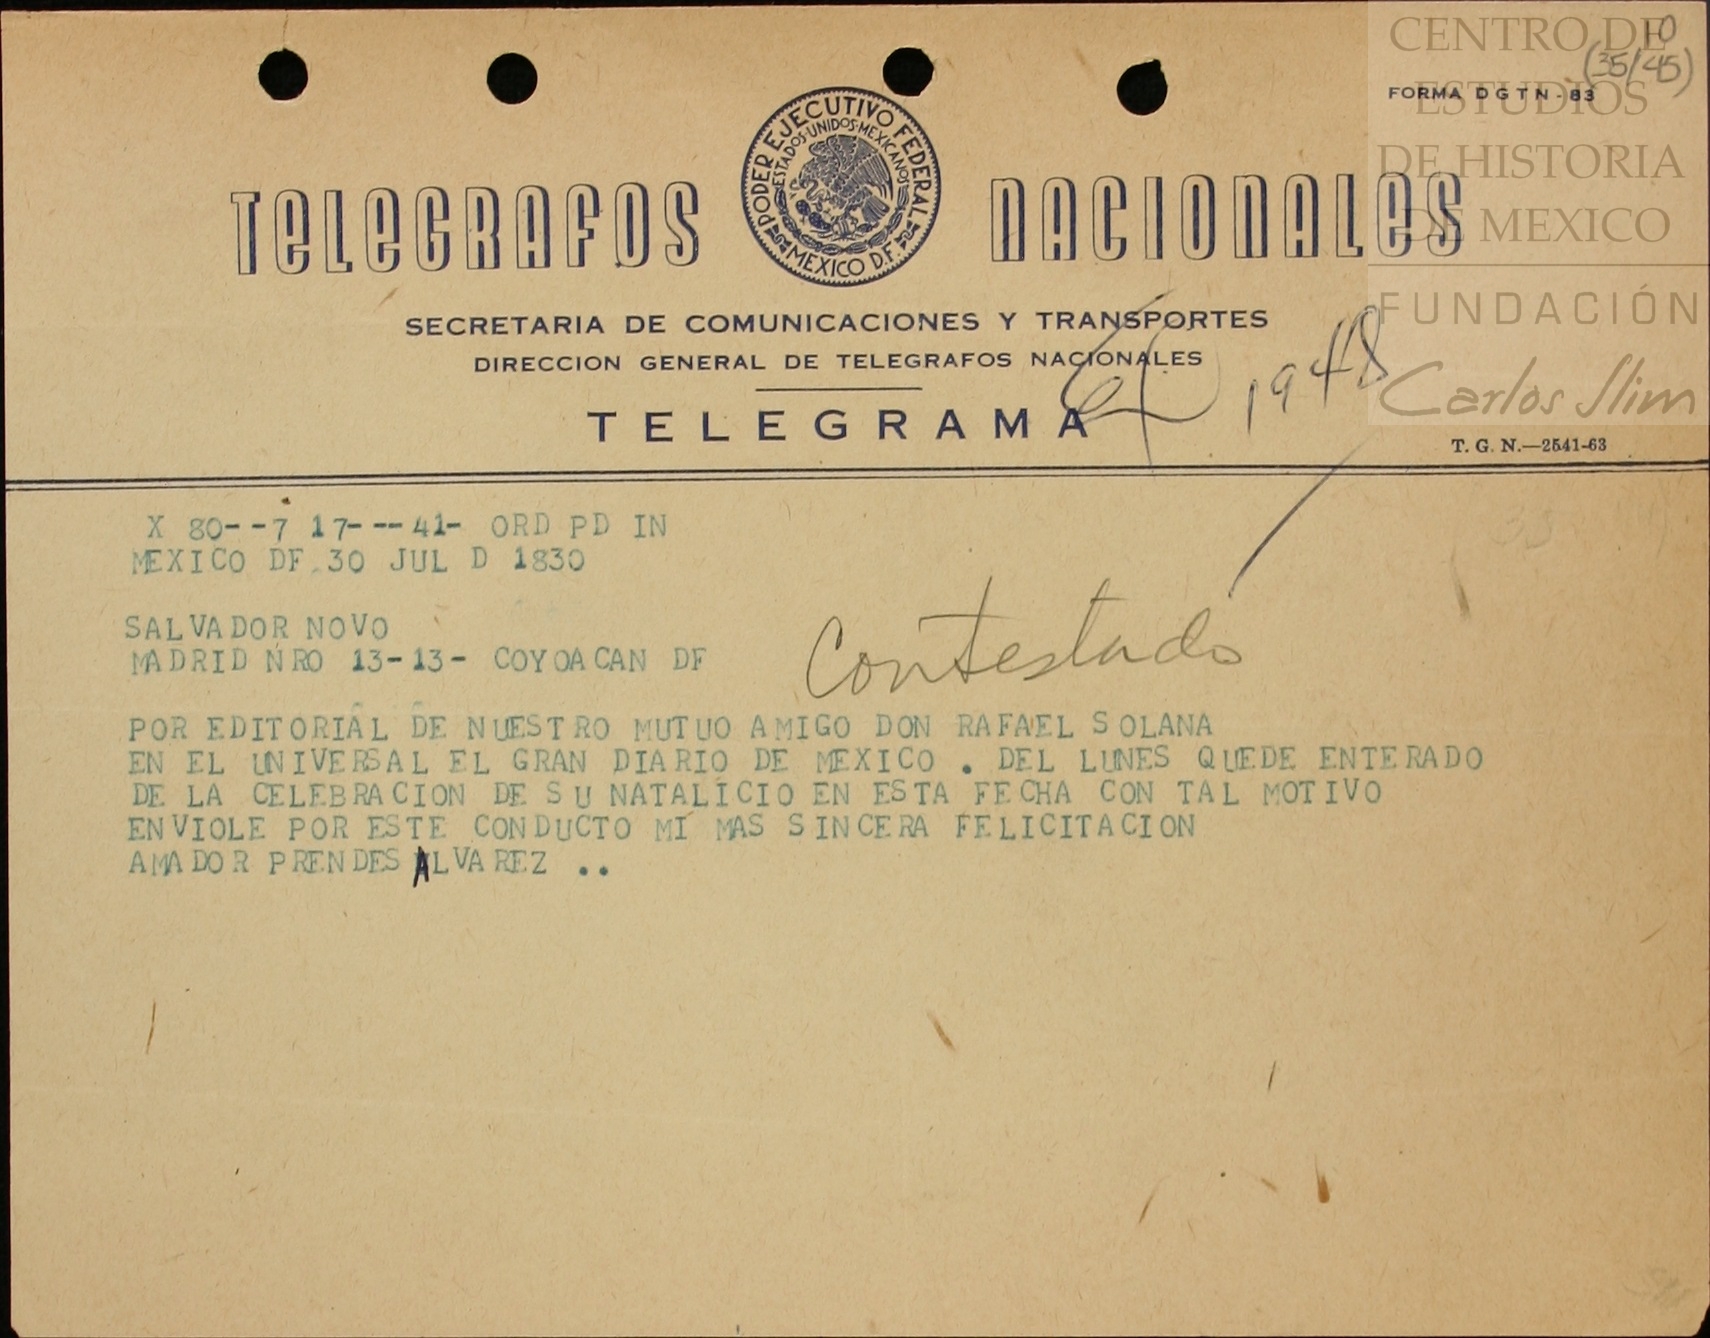 CENTRO DE
ESTUDIOS
DE HISTORIA
DE MEXICO
FUNDACIÓN
Carlos Slim
(35/45)
FORMA DGTN-83
TELEGRAFOS NACIONALES
PODER EJECUTIVO FEDERAL
ESTADOS·UNIDOS·MEXICANOS
MEXICO D.F.
SECRETARIA DE COMUNICACIONES Y TRANSPORTES
DIRECCION GENERAL DE TELEGRAFOS NACIONALES
TELEGRAMA
1948
T. G. N.—2541-63
X 80--7 17---41- ORD PD IN
MEXICO DF 30 JUL D 1830
SALVADOR NOVO
MADRID NRO 13-13- COYOACAN DF
Contestado
POR EDITORIAL DE NUESTRO MUTUO AMIGO DON RAFAEL SOLANA
EN EL UNIVERSAL EL GRAN DIARIO DE MEXICO . DEL LUNES QUEDE ENTERADO
DE LA CELEBRACION DE SU NATALICIO EN ESTA FECHA CON TAL MOTIVO
ENVIOLE POR ESTE CONDUCTO MI MAS SINCERA FELICITACION
AMADOR PRENDES ALVAREZ ..